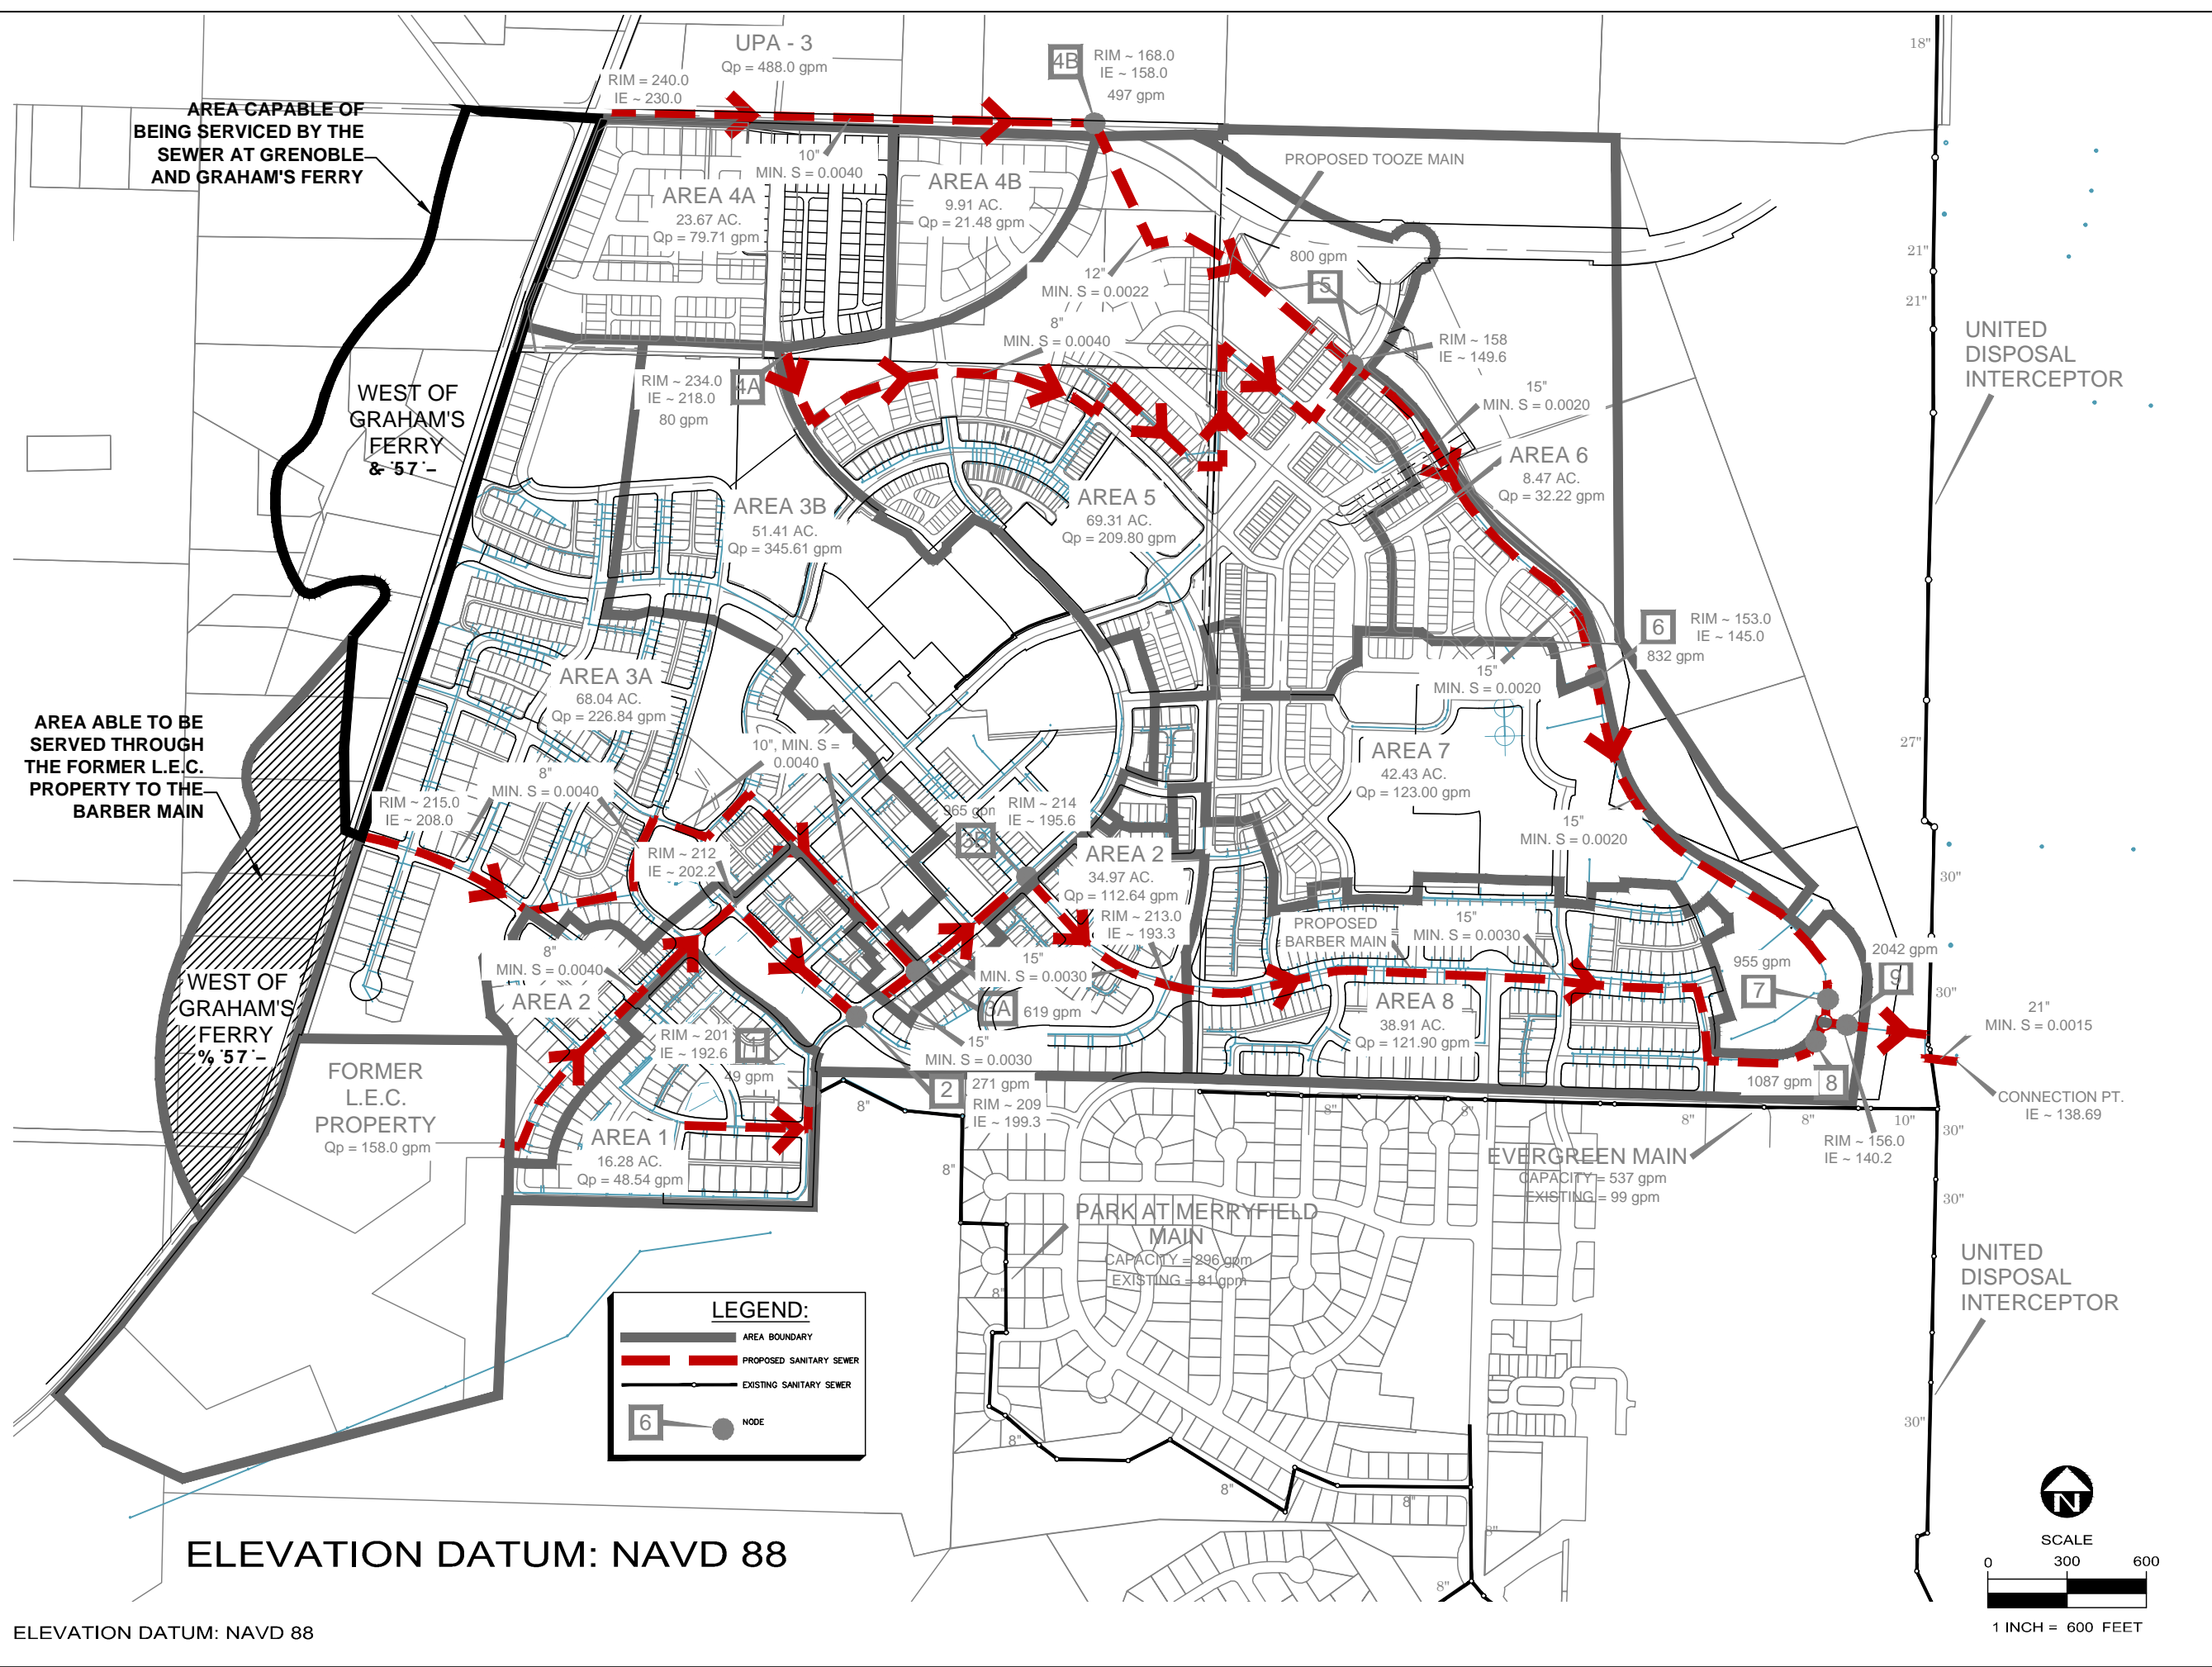 UPA - 3
Qp = 488.0 gpm
RIM = 240.0
IE ~ 230.0
4B
RIM ~ 168.0
IE ~ 158.0
497 gpm
18"
AREA CAPABLE OF
BEING SERVICED BY THE
SEWER AT GRENOBLE
AND GRAHAM'S FERRY
10"
MIN. S = 0.0040
AREA 4A
23.67 AC.
Qp = 79.71 gpm
AREA 4B
9.91 AC.
Qp = 21.48 gpm
PROPOSED TOOZE MAIN
12"
MIN. S = 0.0022
800 gpm
5
21"
21"
8"
MIN. S = 0.0040
RIM ~ 158
IE ~ 149.6
UNITED
DISPOSAL
INTERCEPTOR
RIM ~ 234.0
IE ~ 218.0
80 gpm
4A
15"
MIN. S = 0.0020
WEST OF
GRAHAM'S
FERRY
AREA 3B
51.41 AC.
Qp = 345.61 gpm
AREA 5
69.31 AC.
Qp = 209.80 gpm
AREA 6
8.47 AC.
Qp = 32.22 gpm
6
RIM ~ 153.0
IE ~ 145.0
832 gpm
15"
MIN. S = 0.0020
AREA 3A
68.04 AC.
Qp = 226.84 gpm
AREA ABLE TO BE
SERVED THROUGH
THE FORMER L.E.C.
PROPERTY TO THE
BARBER MAIN
10", MIN. S =
0.0040
AREA 7
42.43 AC.
Qp = 123.00 gpm
27"
8"
MIN. S = 0.0040
RIM ~ 215.0
IE ~ 208.0
965 gpm
3B
RIM ~ 214
IE ~ 195.6
15"
MIN. S = 0.0020
RIM ~ 212
IE ~ 202.2
AREA 2
34.97 AC.
Qp = 112.64 gpm
RIM ~ 213.0
IE ~ 193.3
30"
PROPOSED
BARBER MAIN
15"
MIN. S = 0.0030
8"
MIN. S = 0.0040
15"
MIN. S = 0.0030
955 gpm
7
2042 gpm
9
30"
WEST OF
GRAHAM'S
FERRY
AREA 2
3A
619 gpm
AREA 8
38.91 AC.
Qp = 121.90 gpm
21"
MIN. S = 0.0015
RIM ~ 201
IE ~ 192.6
1
49 gpm
15"
MIN. S = 0.0030
FORMER
L.E.C.
PROPERTY
Qp = 158.0 gpm
2
271 gpm
RIM ~ 209
IE ~ 199.3
1087 gpm
8
CONNECTION PT.
IE ~ 138.69
8"
8"
8"
8"
8"
8"
10"
30"
AREA 1
16.28 AC.
Qp = 48.54 gpm
RIM ~ 156.0
IE ~ 140.2
EVERGREEN MAIN
CAPACITY = 537 gpm
EXISTING = 99 gpm
8"
30"
PARK AT MERRYFIELD
MAIN
CAPACITY = 296 gpm
EXISTING = 81 gpm
8"
UNITED
DISPOSAL
INTERCEPTOR
LEGEND:
AREA BOUNDARY
PROPOSED SANITARY SEWER
EXISTING SANITARY SEWER
6
NODE
30"
8"
8"
8"
8"
8"
N
ELEVATION DATUM: NAVD 88
SCALE
0 300 600
1 INCH = 600 FEET
ELEVATION DATUM: NAVD 88